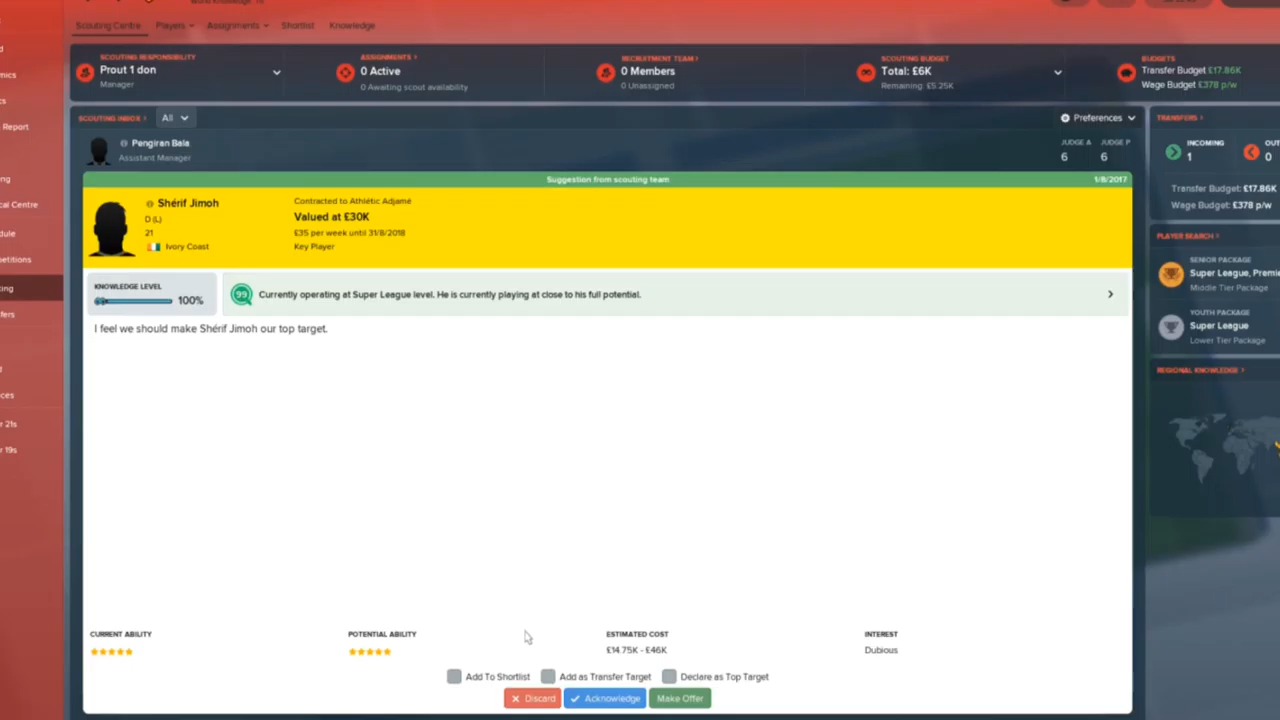 Scouting Centre Players Assignments Shortlist Knowledge
SCOUTING RESPONSIBILITY
Prout 1 don
Manager
ASSIGNMENTS
0 Active
0 Awaiting scout availability
RECRUITMENT TEAM
0 Members
0 Unassigned
SCOUTING BUDGET
Total: £6K
Remaining: £5.25K
BUDGETS
Transfer Budget £17.86K
Wage Budget £378 p/w
SCOUTING INBOX All
Preferences
Pengiran Bala
Assistant Manager
JUDGE A JUDGE P
6 6
Suggestion from scouting team 1/8/2017
Shérif Jimoh
D (L)
21
Ivory Coast
Contracted to Athlétic Adjamé
Valued at £30K
£35 per week until 31/8/2018
Key Player
KNOWLEDGE LEVEL
100%
99 Currently operating at Super League level. He is currently playing at close to his full potential.
I feel we should make Shérif Jimoh our top target.
CURRENT ABILITY
POTENTIAL ABILITY
ESTIMATED COST
£14.75K - £46K
INTEREST
Dubious
Add To Shortlist Add as Transfer Target Declare as Top Target
Discard Acknowledge Make Offer
TRANSFERS
INCOMING
1
OUT
0
Transfer Budget: £17.86K
Wage Budget: £378 p/w
PLAYER SEARCH
SENIOR PACKAGE
Super League, Premie
Middle Tier Package
YOUTH PACKAGE
Super League
Lower Tier Package
REGIONAL KNOWLEDGE
Report